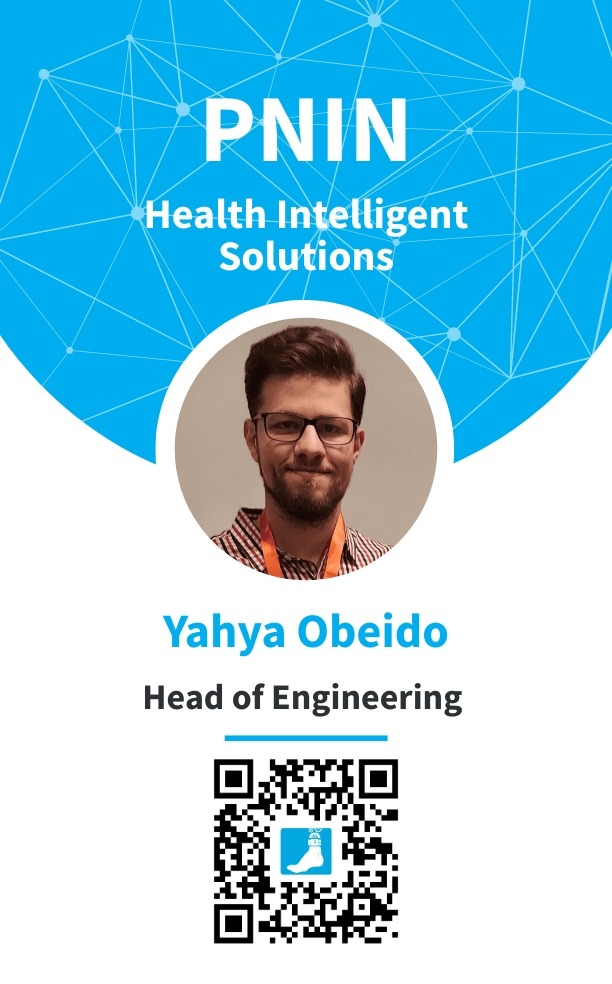 PNIN
Health Intelligent
Solutions
Yahya Obeido
Head of Engineering